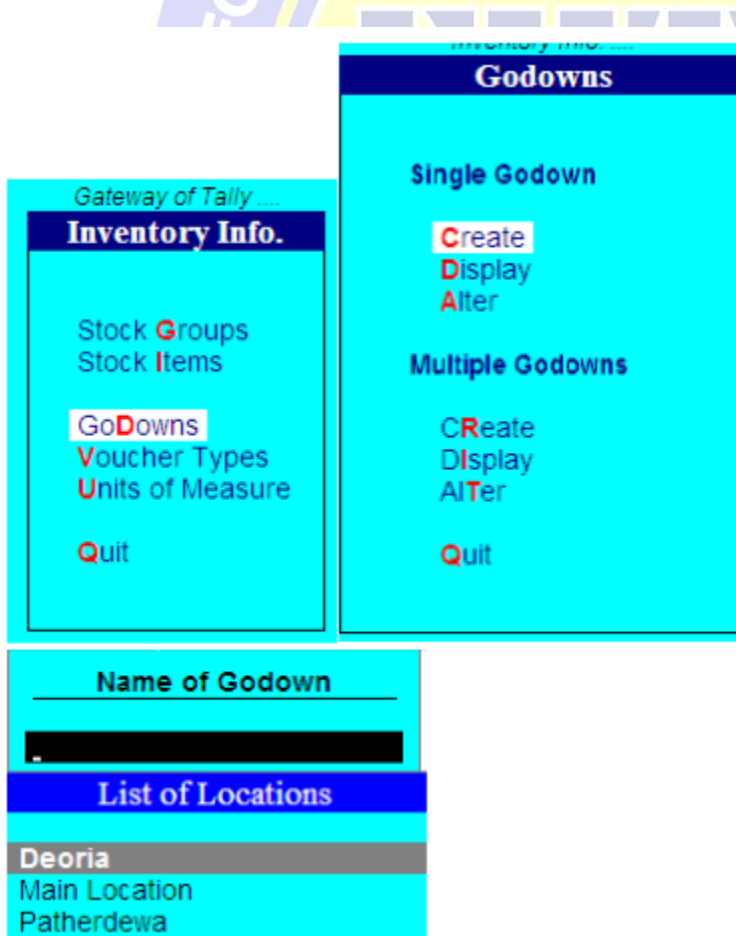 Gateway of Tally ....
Inventory Info.
Stock Groups
Stock Items
GoDowns
Voucher Types
Units of Measure
Quit
Inventory Info. ....
Godowns
Single Godown
Create
Display
Alter
Multiple Godowns
CReate
DIsplay
AlTer
Quit
Name of Godown
List of Locations
Deoria
Main Location
Patherdewa